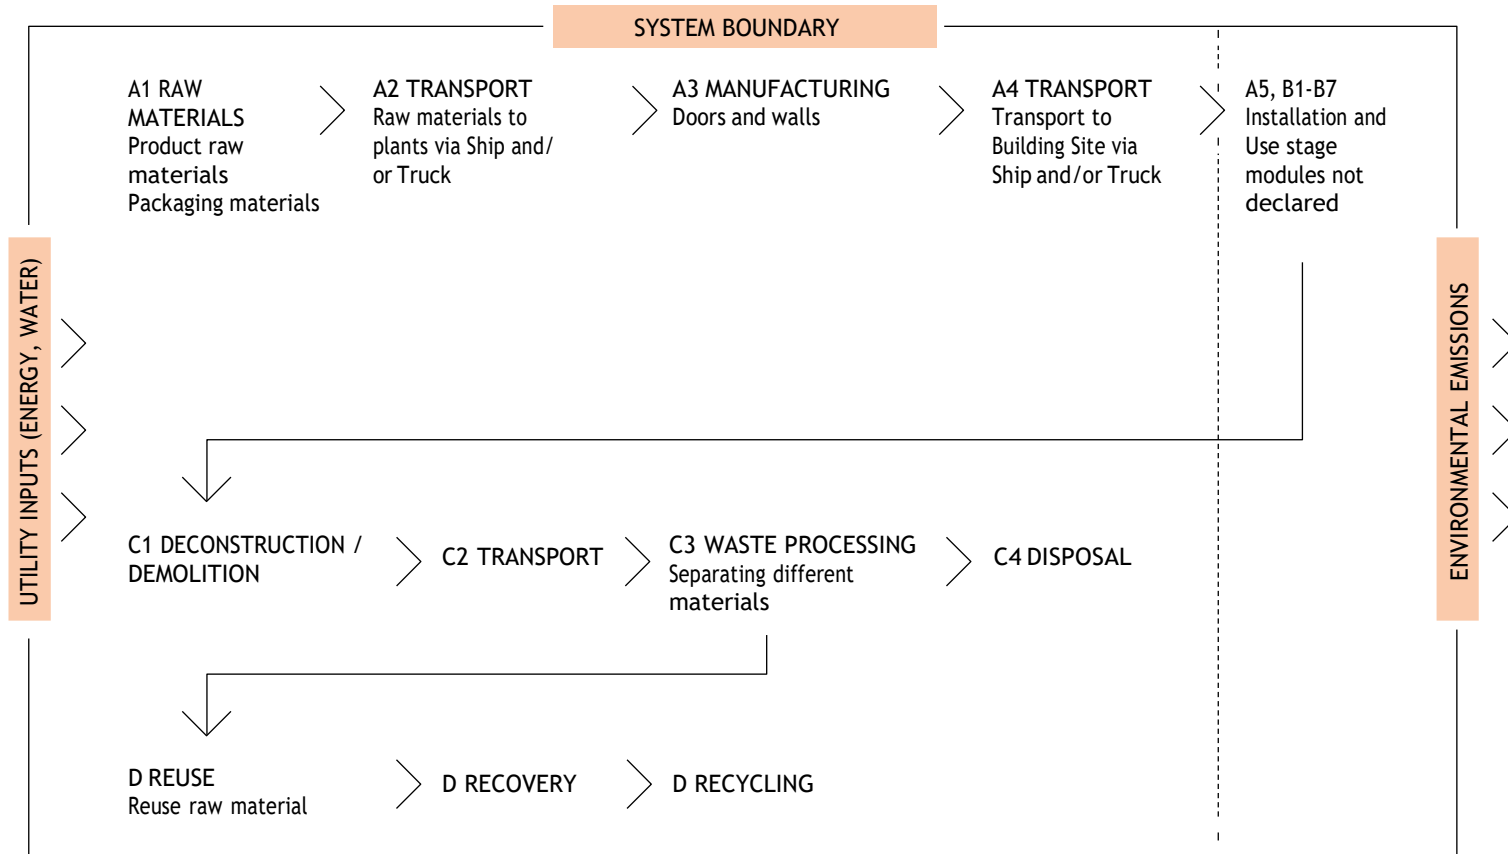 SYSTEM BOUNDARY
A1 RAW
MATERIALS
Product raw
materials
Packaging materials
A2 TRANSPORT
Raw materials to
plants via Ship and/
or Truck
A3 MANUFACTURING
Doors and walls
A4 TRANSPORT
Transport to
Building Site via
Ship and/or Truck
A5, B1-B7
Installation and
Use stage
modules not
declared
UTILITY INPUTS (ENERGY, WATER)
ENVIRONMENTAL EMISSIONS
C1 DECONSTRUCTION /
DEMOLITION
C2 TRANSPORT
C3 WASTE PROCESSING
Separating different
materials
C4 DISPOSAL
D REUSE
Reuse raw material
D RECOVERY
D RECYCLING